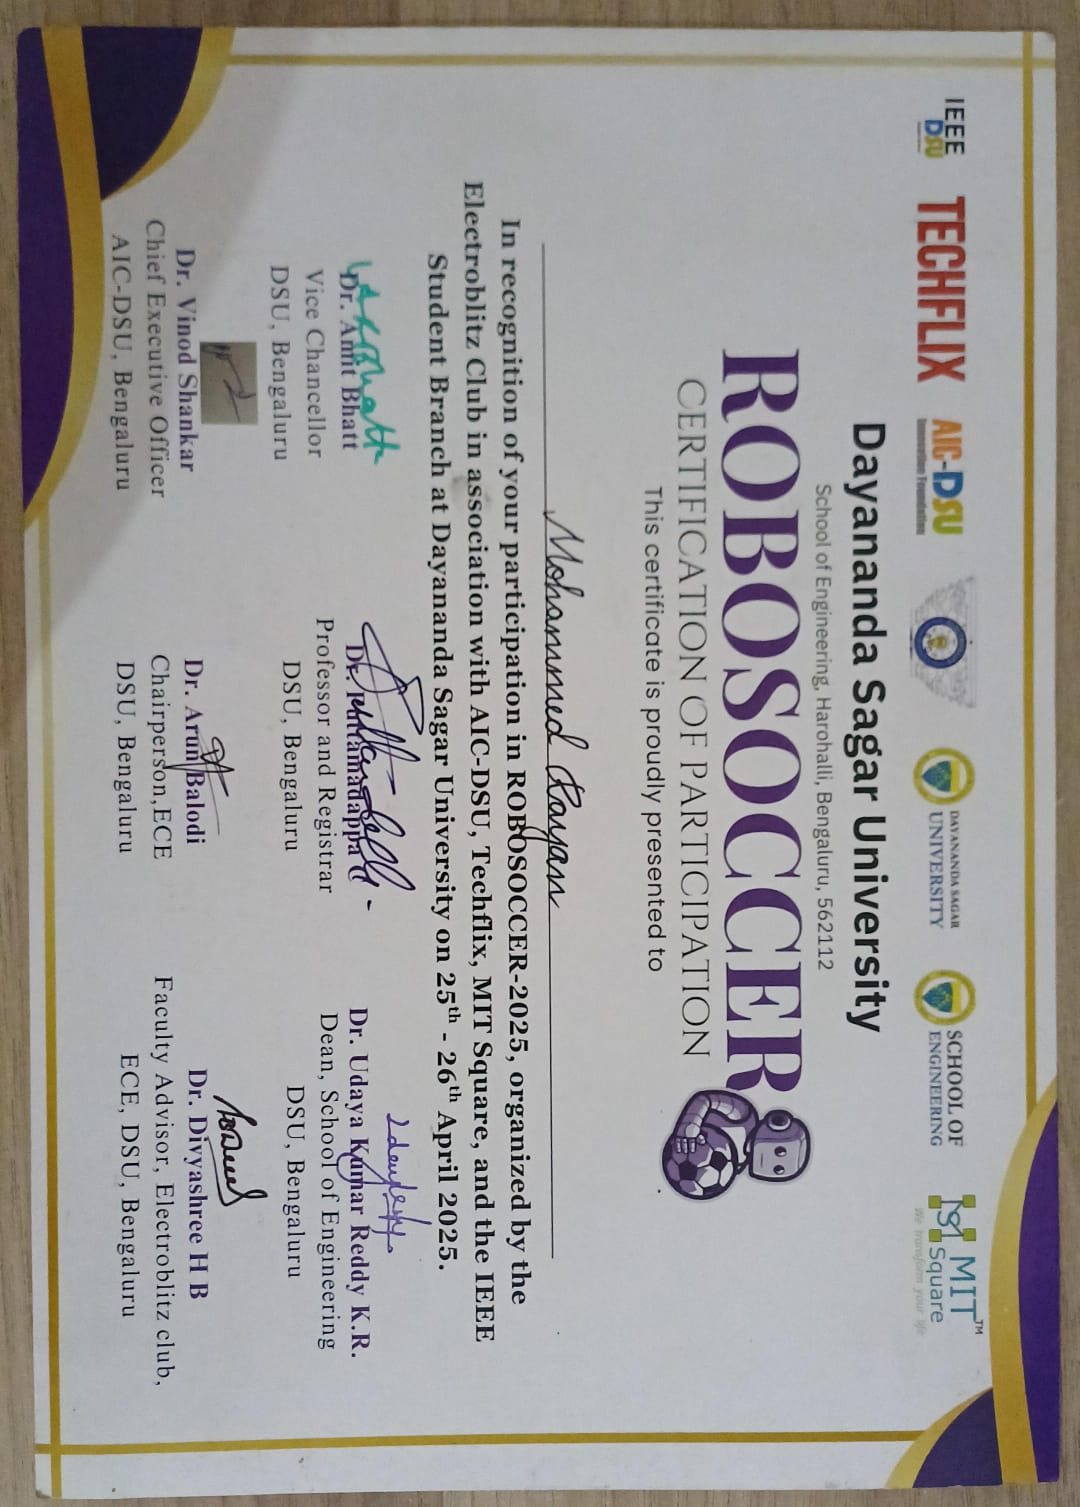 IEEE
DSU
TECHFLIX
AIC-DSU
Innovation Foundation
DAYANANDA SAGAR
UNIVERSITY
SCHOOL OF
ENGINEERING
MIT™
Square
We transform your life
Dayananda Sagar University
School of Engineering, Harohalli, Bengaluru, 562112
ROBOSOCCER
CERTIFICATION OF PARTICIPATION
This certificate is proudly presented to
Mohammed Rayan
In recognition of your participation in ROBOSOCCER-2025, organized by the
Electroblitz Club in association with AIC-DSU, Techflix, MIT Square, and the IEEE
Student Branch at Dayananda Sagar University on 25th - 26th April 2025.
Dr. Amit Bhatt
Vice Chancellor
DSU, Bengaluru
Dr.
Professor and Registrar
DSU, Bengaluru
Dr. Udaya Kumar Reddy K.R.
Dean, School of Engineering
DSU, Bengaluru
Dr. Vinod Shankar
Chief Executive Officer
AIC-DSU, Bengaluru
Dr. Arun Balodi
Chairperson,ECE
DSU, Bengaluru
Dr. Divyashree H B
Faculty Advisor, Electroblitz club,
ECE, DSU, Bengaluru